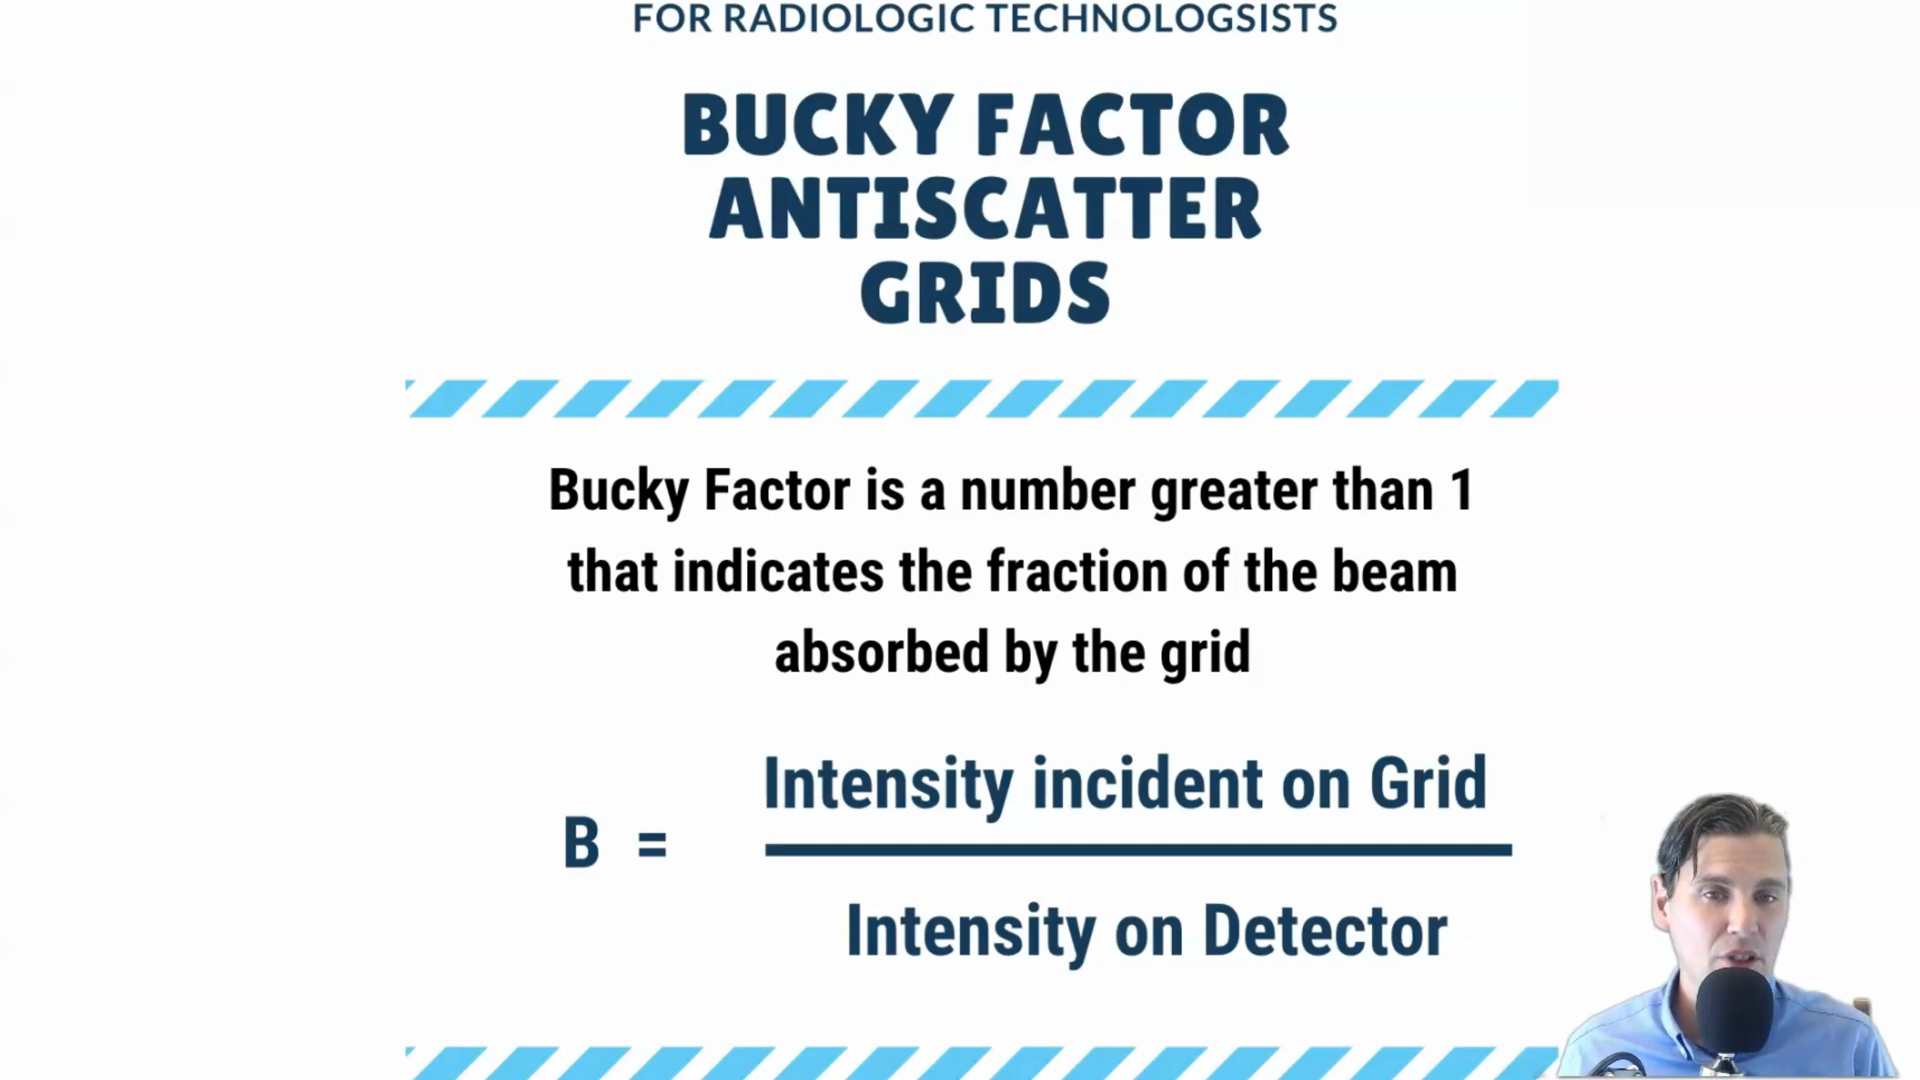 FOR RADIOLOGIC TECHNOLOGSISTS
BUCKY FACTOR
ANTISCATTER
GRIDS
Bucky Factor is a number greater than 1
that indicates the fraction of the beam
absorbed by the grid
Intensity incident on Grid
B =
Intensity on Detector